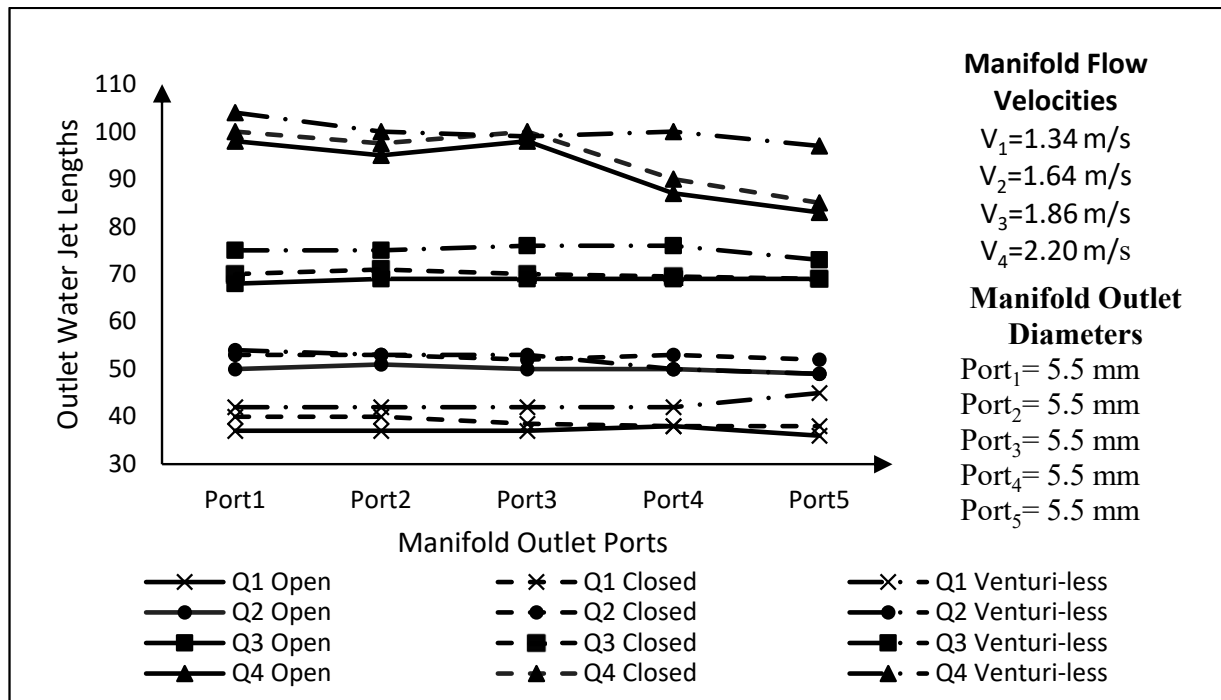 Manifold Flow
Velocities
V₁=1.34 m/s
V₂=1.64 m/s
V₃=1.86 m/s
V₄=2.20 m/s
Manifold Outlet
Diameters
Port₁= 5.5 mm
Port₂= 5.5 mm
Port₃= 5.5 mm
Port₄= 5.5 mm
Port₅= 5.5 mm
Outlet Water Jet Lengths
110
100
90
80
70
60
50
40
30
Port1 Port2 Port3 Port4 Port5
Manifold Outlet Ports
Q1 Open Q1 Closed Q1 Venturi-less
Q2 Open Q2 Closed Q2 Venturi-less
Q3 Open Q3 Closed Q3 Venturi-less
Q4 Open Q4 Closed Q4 Venturi-less